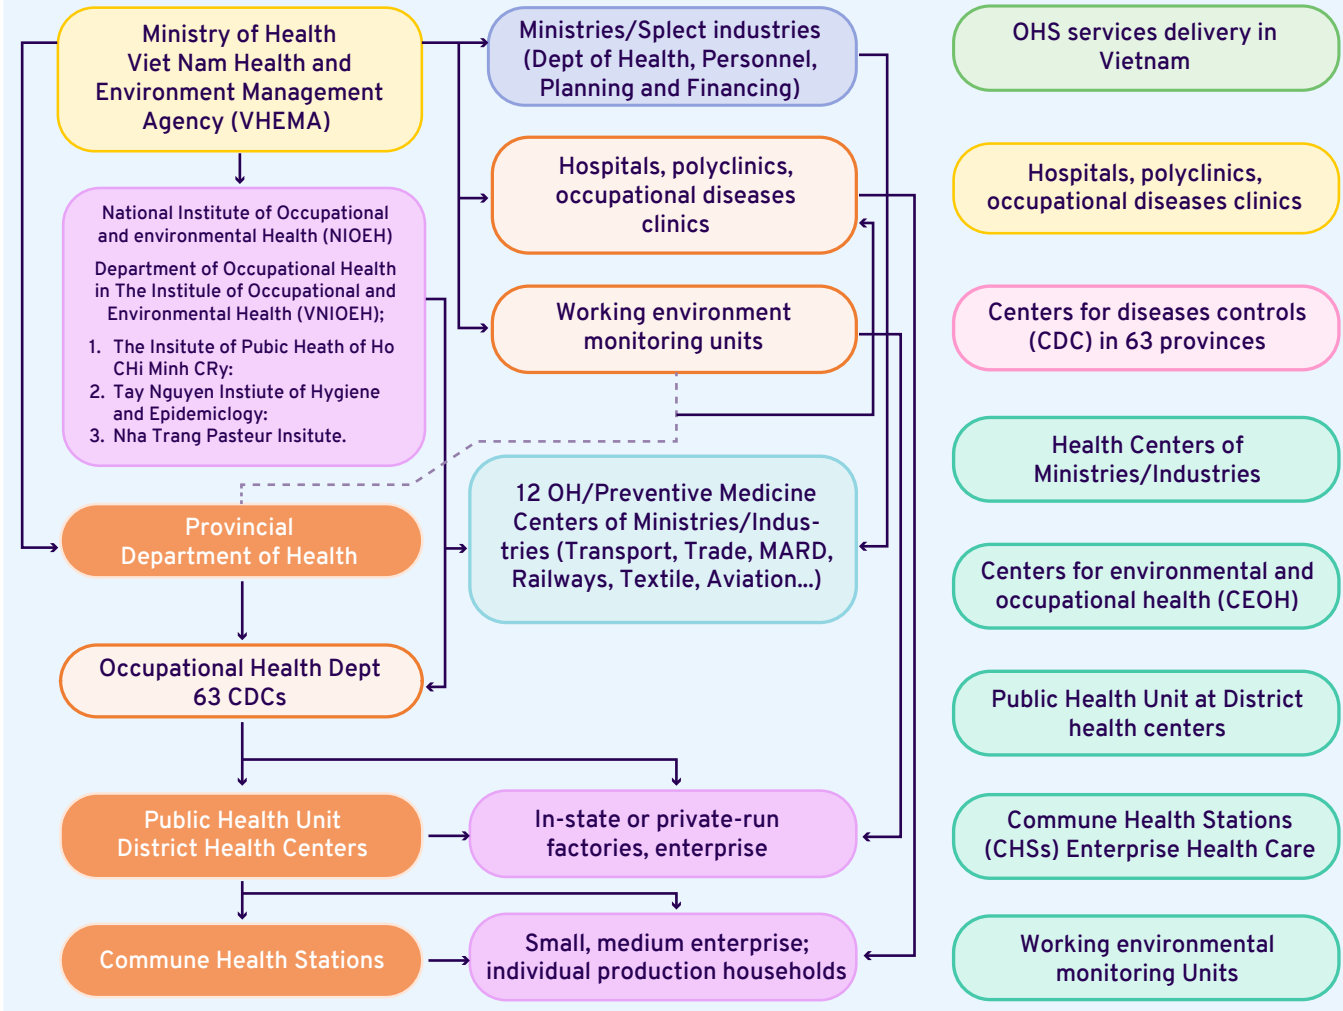 Ministry of Health
Viet Nam Health and
Environment Management
Agency (VHEMA)
Ministries/Splect industries
(Dept of Health, Personnel,
Planning and Financing)
OHS services delivery in
Vietnam
Hospitals, polyclinics,
occupational diseases
clinics
Hospitals, polyclinics,
occupational diseases clinics
National Institute of Occupational
and environmental Health (NIOEH)
Department of Occupational Health
in The Institule of Occupational and
Environmental Health (VNIOEH);
1. The Insitute of Pubic Heath of Ho
CHi Minh CRy:
2. Tay Nguyen Instiute of Hygiene
and Epidemiclogy:
3. Nha Trang Pasteur Insitute.
Working environment
monitoring units
Centers for diseases controls
(CDC) in 63 provinces
Health Centers of
Ministries/Industries
Provincial
Department of Health
12 OH/Preventive Medicine
Centers of Ministries/Indus-
tries (Transport, Trade, MARD,
Railways, Textile, Aviation...)
Centers for environmental and
occupational health (CEOH)
Occupational Health Dept
63 CDCs
Public Health Unit at District
health centers
Public Health Unit
District Health Centers
In-state or private-run
factories, enterprise
Commune Health Stations
(CHSs) Enterprise Health Care
Commune Health Stations
Small, medium enterprise;
individual production households
Working environmental
monitoring Units